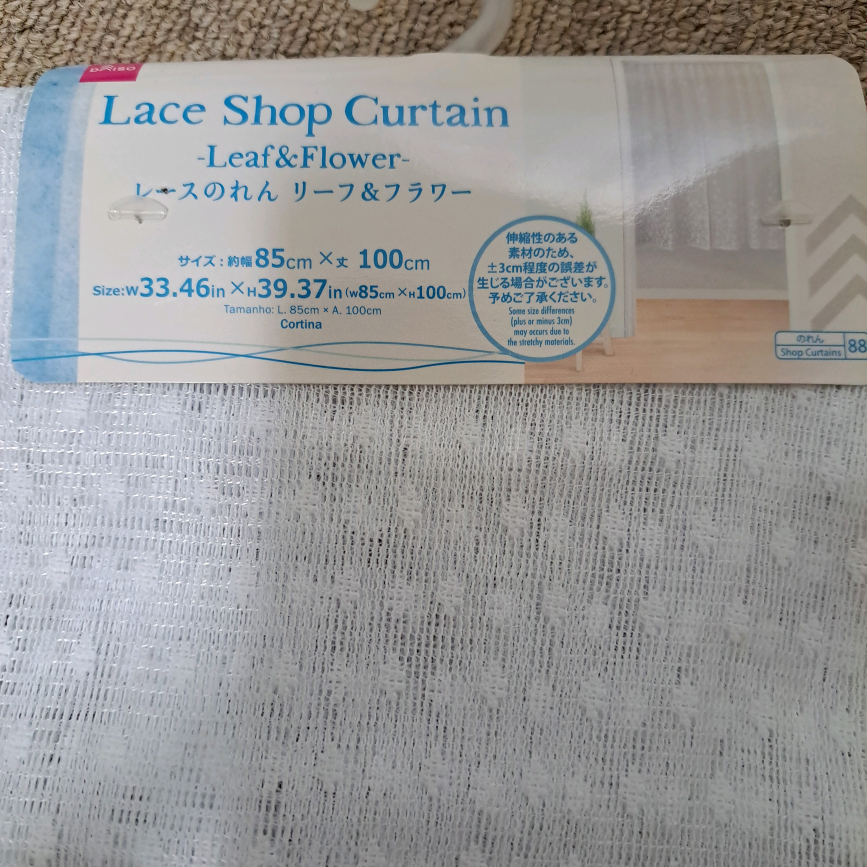 DAISO
Lace Shop Curtain
-Leaf&Flower-
レースのれん リーフ&フラワー
サイズ:約幅85cm×丈 100cm
Size:W33.46in×H39.37in(W85cm×H100cm)
Tamanho: L. 85cm × A. 100cm
Cortina
伸縮性のある
素材のため、
±3cm程度の誤差が
生じる場合がございます。
予めご了承ください。
Some size differences
(plus or minus 3cm)
may occurs due to
the stretchy materials.
のれん
Shop Curtains
88